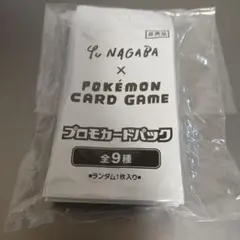 非売品
Yu NAGABA
×
POKÉMON
CARD GAME
プロモカードパック
全9種
★ランダム1枚入り★